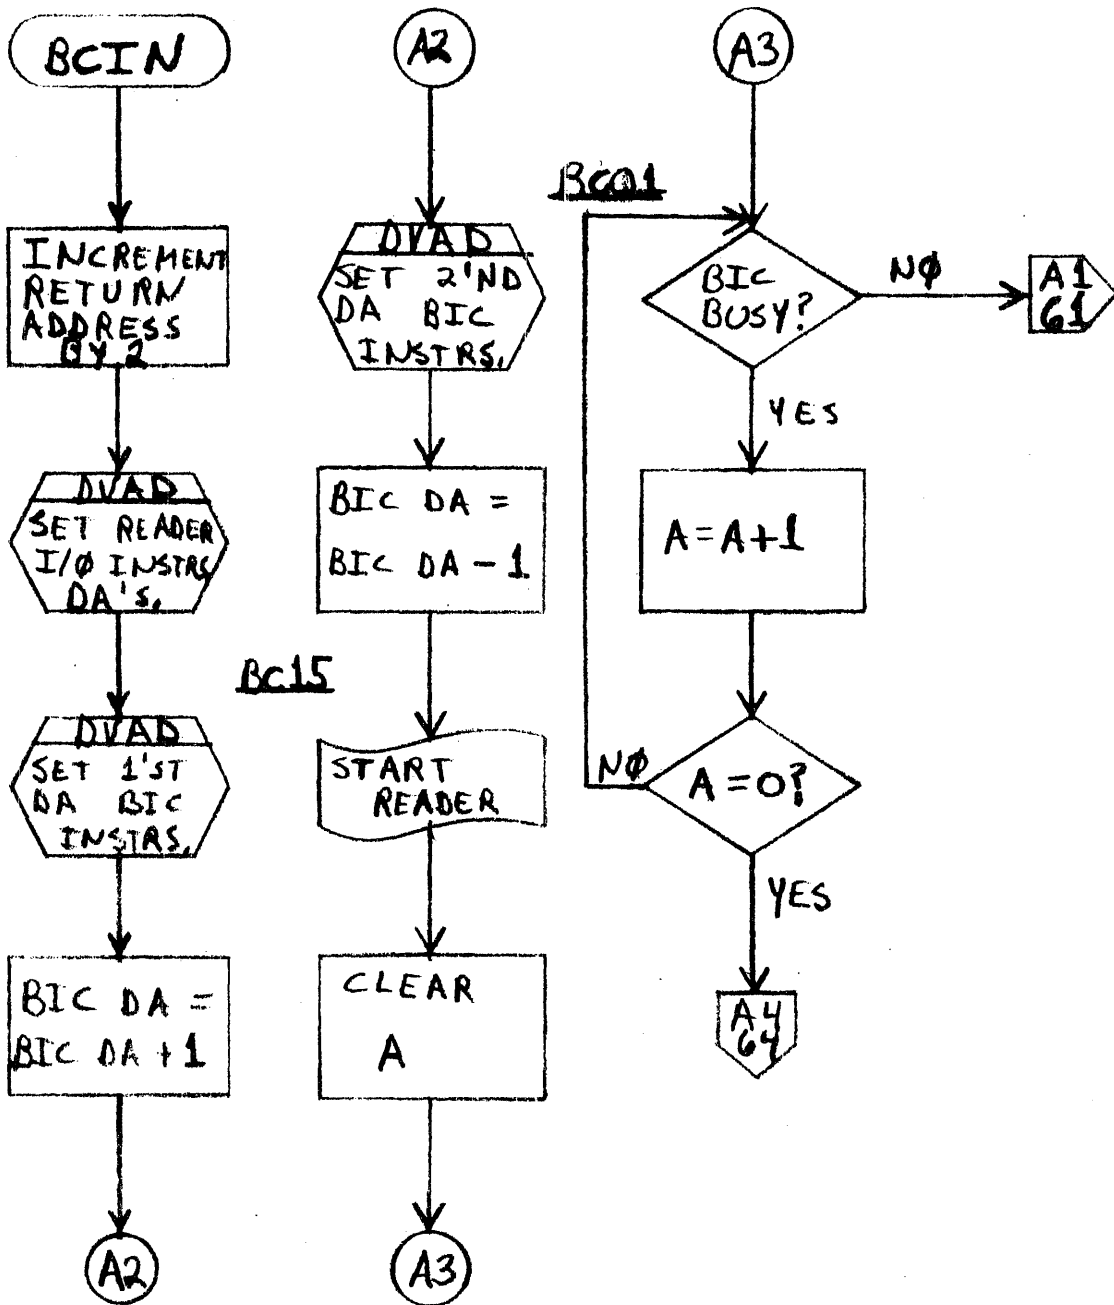 BCIN
INCREMENT
RETURN
ADDRESS
BY 2
DVAD
SET READER
I/Ø INSTRS
DA'S.
DVAD
SET 1'ST
DA BIC
INSTRS.
BIC DA =
BIC DA + 1
A2
A2
DVAD
SET 2'ND
DA BIC
INSTRS.
BIC DA =
BIC DA - 1
BC15
START
READER
CLEAR
A
A3
A3
BC01
BIC
BUSY?
NØ
A1
61
YES
A=A+1
A=0?
NØ
YES
A4
64